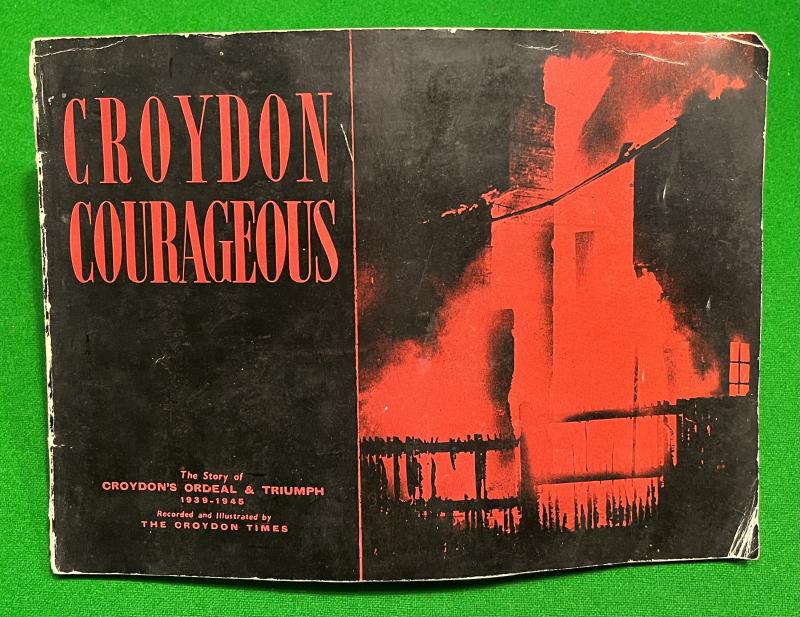 CROYDON
COURAGEOUS
The Story of
CROYDON'S ORDEAL & TRIUMPH
1939-1945
Recorded and Illustrated by
THE CROYDON TIMES